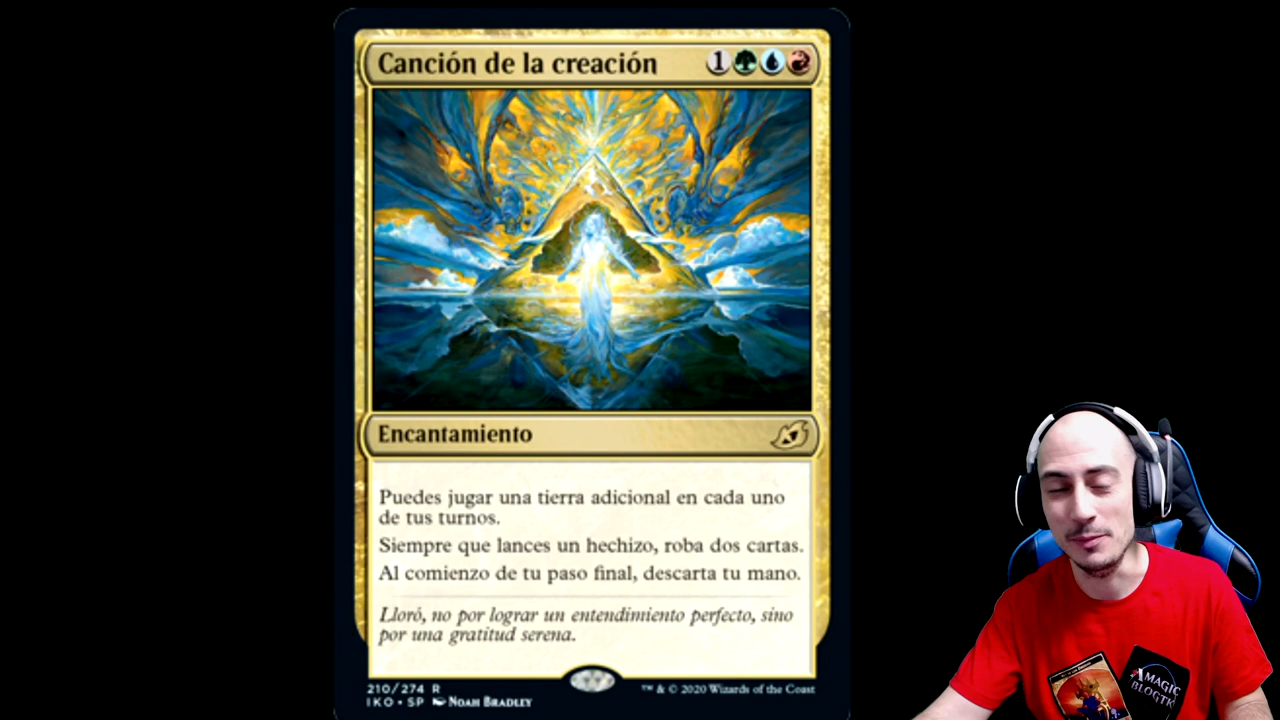 Canción de la creación 1
Encantamiento
Puedes jugar una tierra adicional en cada uno
de tus turnos.
Siempre que lances un hechizo, roba dos cartas.
Al comienzo de tu paso final, descarta tu mano.
Lloró, no por lograr un entendimiento perfecto, sino
por una gratitud serena.
210/274 R
IKO • SP Noah Bradley
™ & © 2020 Wizards of the Coast
MAGIC
BLOGTK